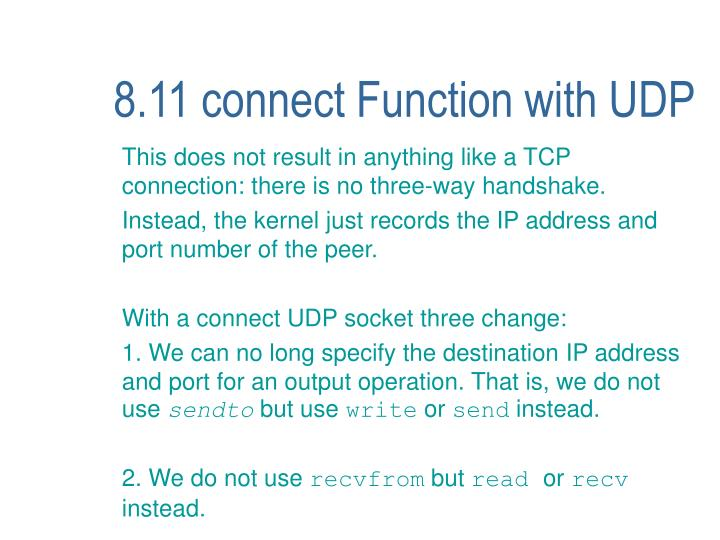 8.11 connect Function with UDP
This does not result in anything like a TCP
connection: there is no three-way handshake.
Instead, the kernel just records the IP address and
port number of the peer.
With a connect UDP socket three change:
1. We can no long specify the destination IP address
and port for an output operation. That is, we do not
use sendto but use write or send instead.
2. We do not use recvfrom but read or recv
instead.